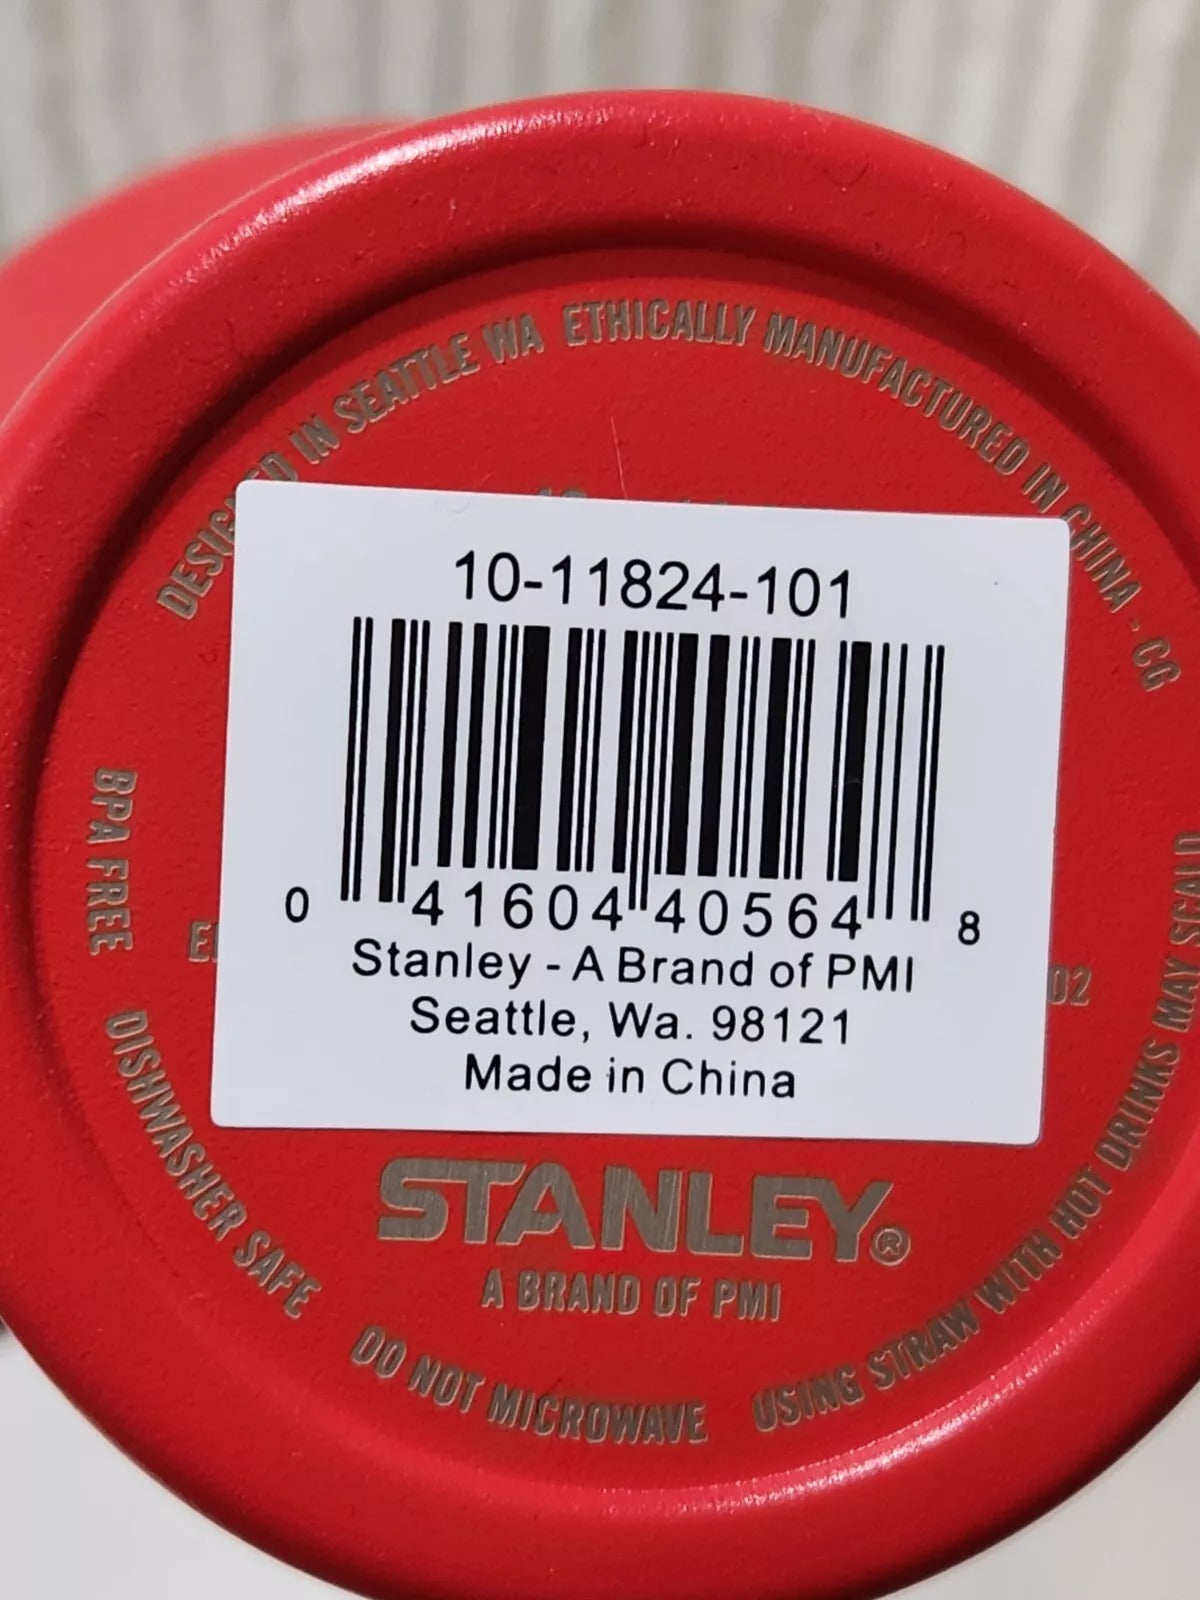 DESIGNED IN SEATTLE WA ETHICALLY MANUFACTURED IN CHINA - CG
10-11824-101
0 41604 40564 8
Stanley - A Brand of PMI
Seattle, Wa. 98121
Made in China
02
BPA FREE
DISHWASHER SAFE
STANLEY®
A BRAND OF PMI
DO NOT MICROWAVE
USING STRAW WITH HOT DRINKS MAY SCALD